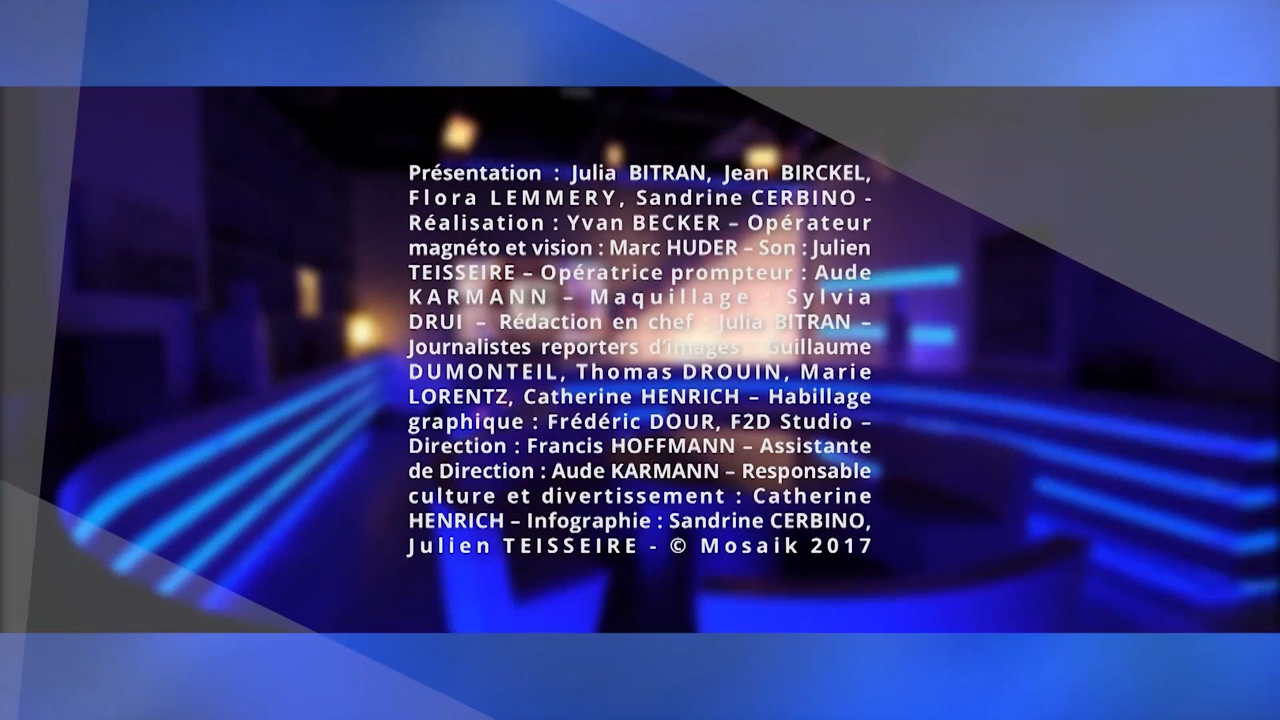 Présentation : Julia BITRAN, Jean BIRCKEL,
Flora LEMMERY, Sandrine CERBINO -
Réalisation : Yvan BECKER – Opérateur
magnéto et vision : Marc HUDER – Son : Julien
TEISSEIRE – Opératrice prompteur : Aude
KARMANN – Maquillage : Sylvia
DRUI – Rédaction en chef : Julia BITRAN –
Journalistes reporters d'images : Guillaume
DUMONTEIL, Thomas DROUIN, Marie
LORENTZ, Catherine HENRICH – Habillage
graphique : Frédéric DOUR, F2D Studio –
Direction : Francis HOFFMANN – Assistante
de Direction : Aude KARMANN – Responsable
culture et divertissement : Catherine
HENRICH – Infographie : Sandrine CERBINO,
Julien TEISSEIRE - © Mosaik 2017